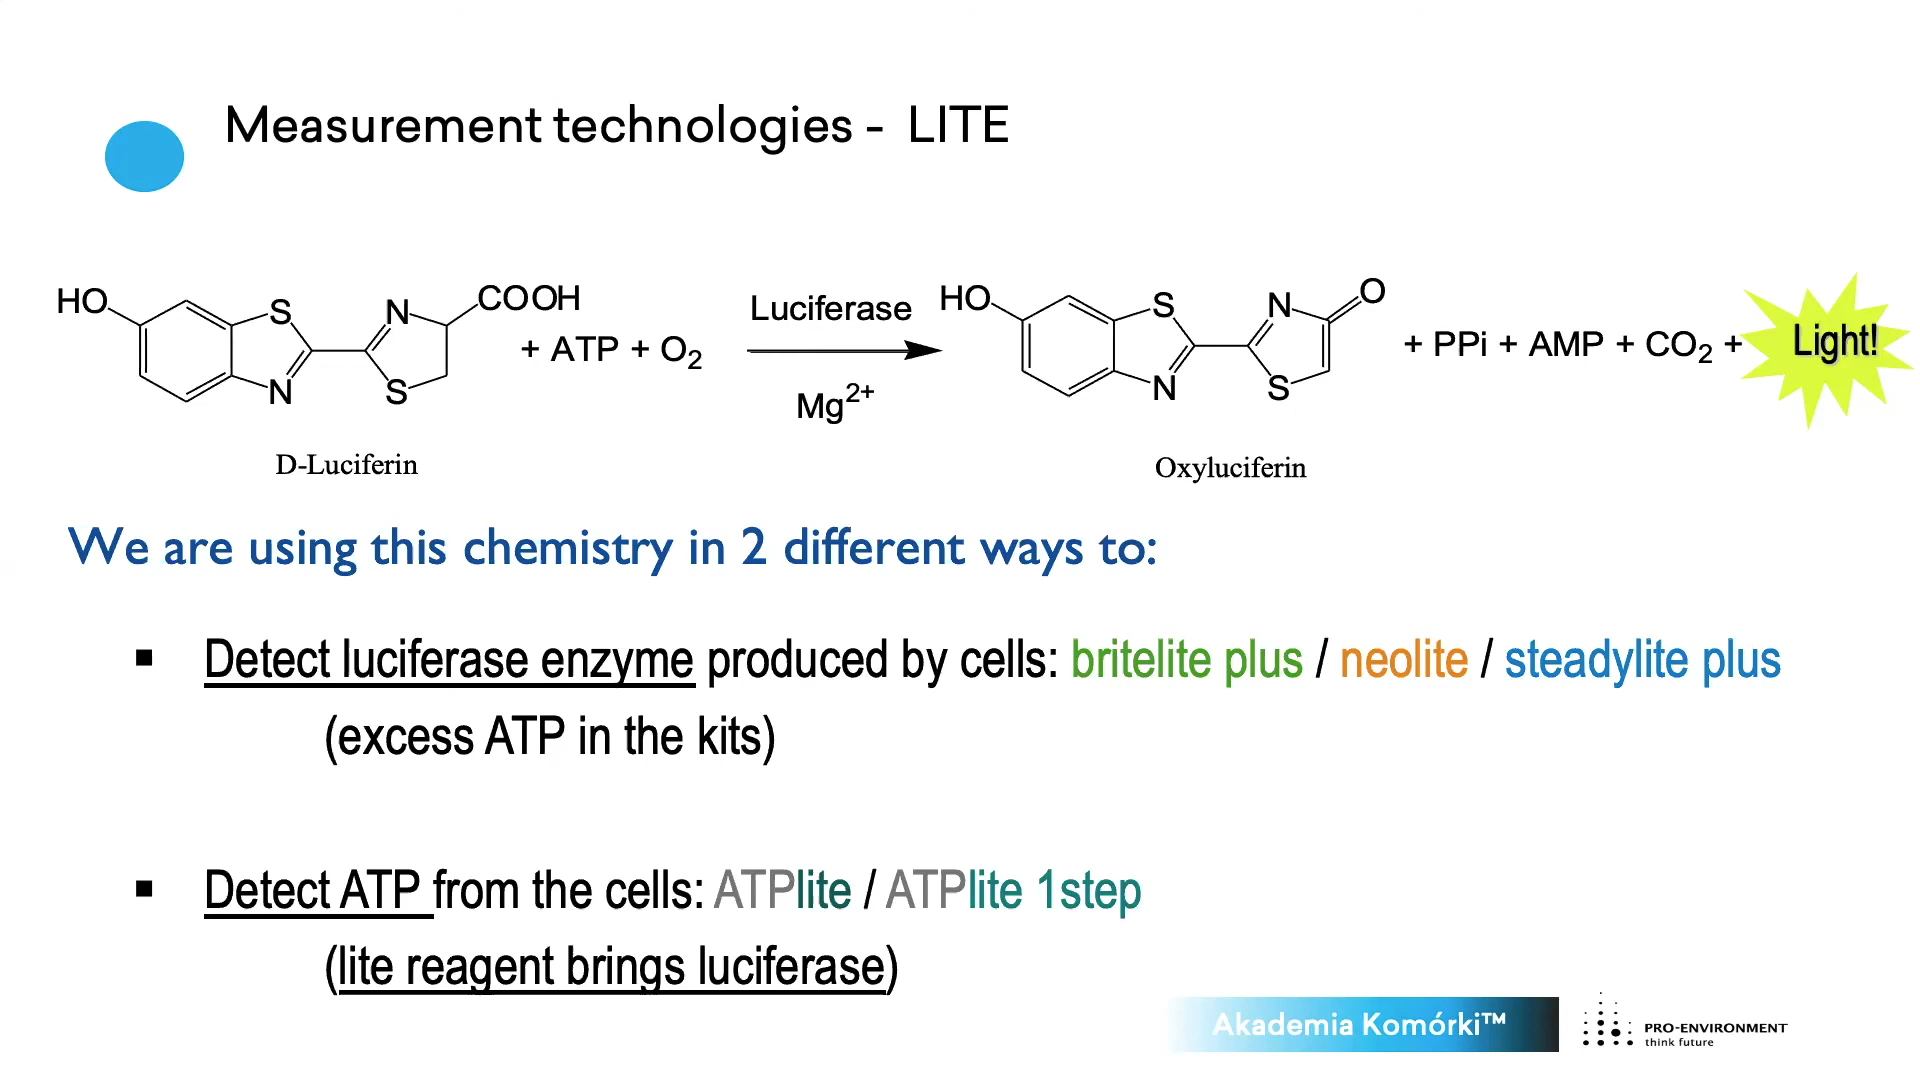 Measurement technologies - LITE
HO S N N S COOH + ATP + O2 Luciferase Mg2+ HO S N N S O + PPi + AMP + CO2 + Light!
D-Luciferin Oxyluciferin
We are using this chemistry in 2 different ways to:
▪ Detect luciferase enzyme produced by cells: britelite plus / neolite / steadylite plus
(excess ATP in the kits)
▪ Detect ATP from the cells: ATPlite / ATPlite 1step
(lite reagent brings luciferase)
Akademia Komórki™
PRO-ENVIRONMENT
think future